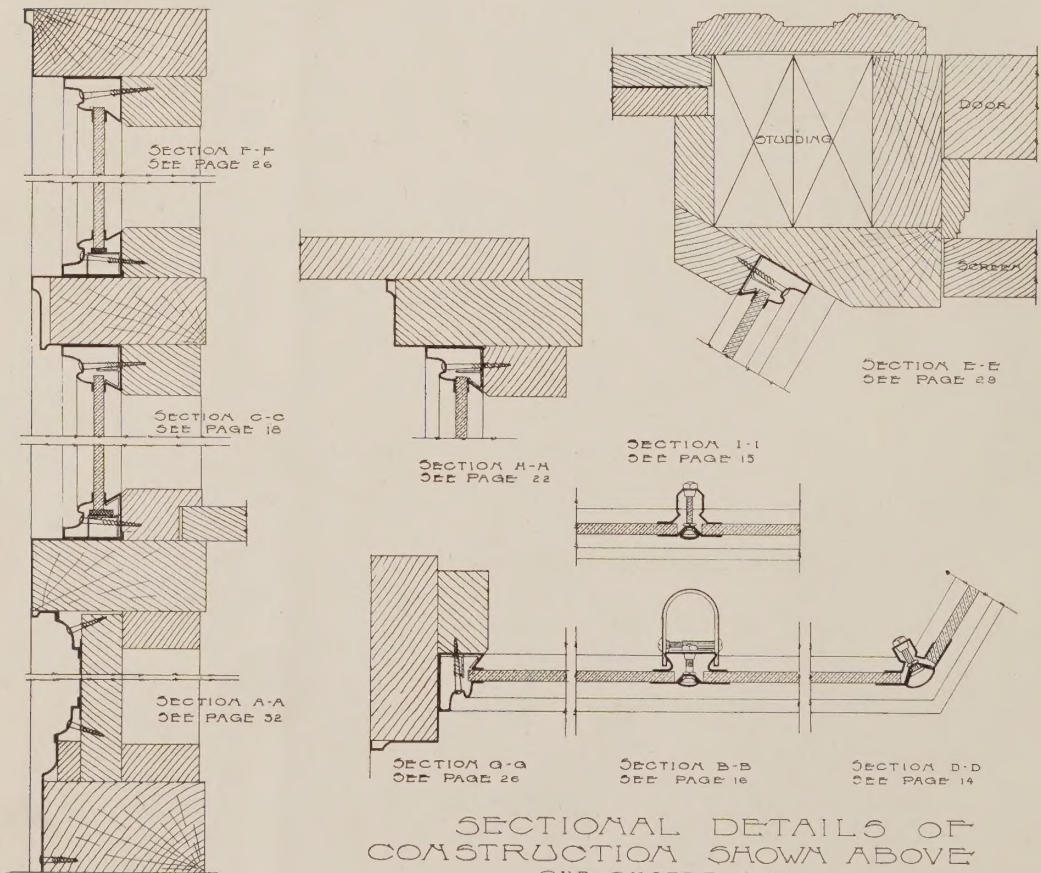 SECTION F-F
SEE PAGE 26
DOOR
STUDDING
SCREEN
SECTION E-E
SEE PAGE 28
SECTION C-C
SEE PAGE 18
SECTION H-H
SEE PAGE 22
SECTION I-I
SEE PAGE 15
SECTION A-A
SEE PAGE 32
SECTION G-G
SEE PAGE 26
SECTION B-B
SEE PAGE 16
SECTION D-D
SEE PAGE 14
SECTIONAL DETAILS OF
CONSTRUCTION SHOWN ABOVE